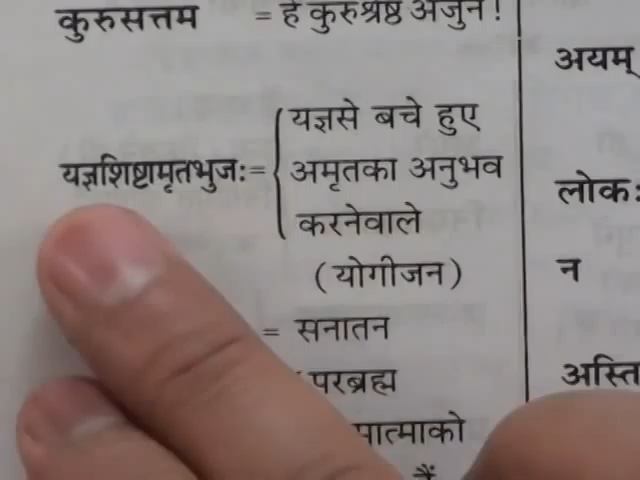 कुरुसत्तम = हे कुरुश्रेष्ठ अर्जुन!
यज्ञशिष्टामृतभुजः= यज्ञसे बचे हुए
अमृतका अनुभव
करनेवाले
(योगीजन)
= सनातन
परब्रह्म
अयम्
लोकः
न